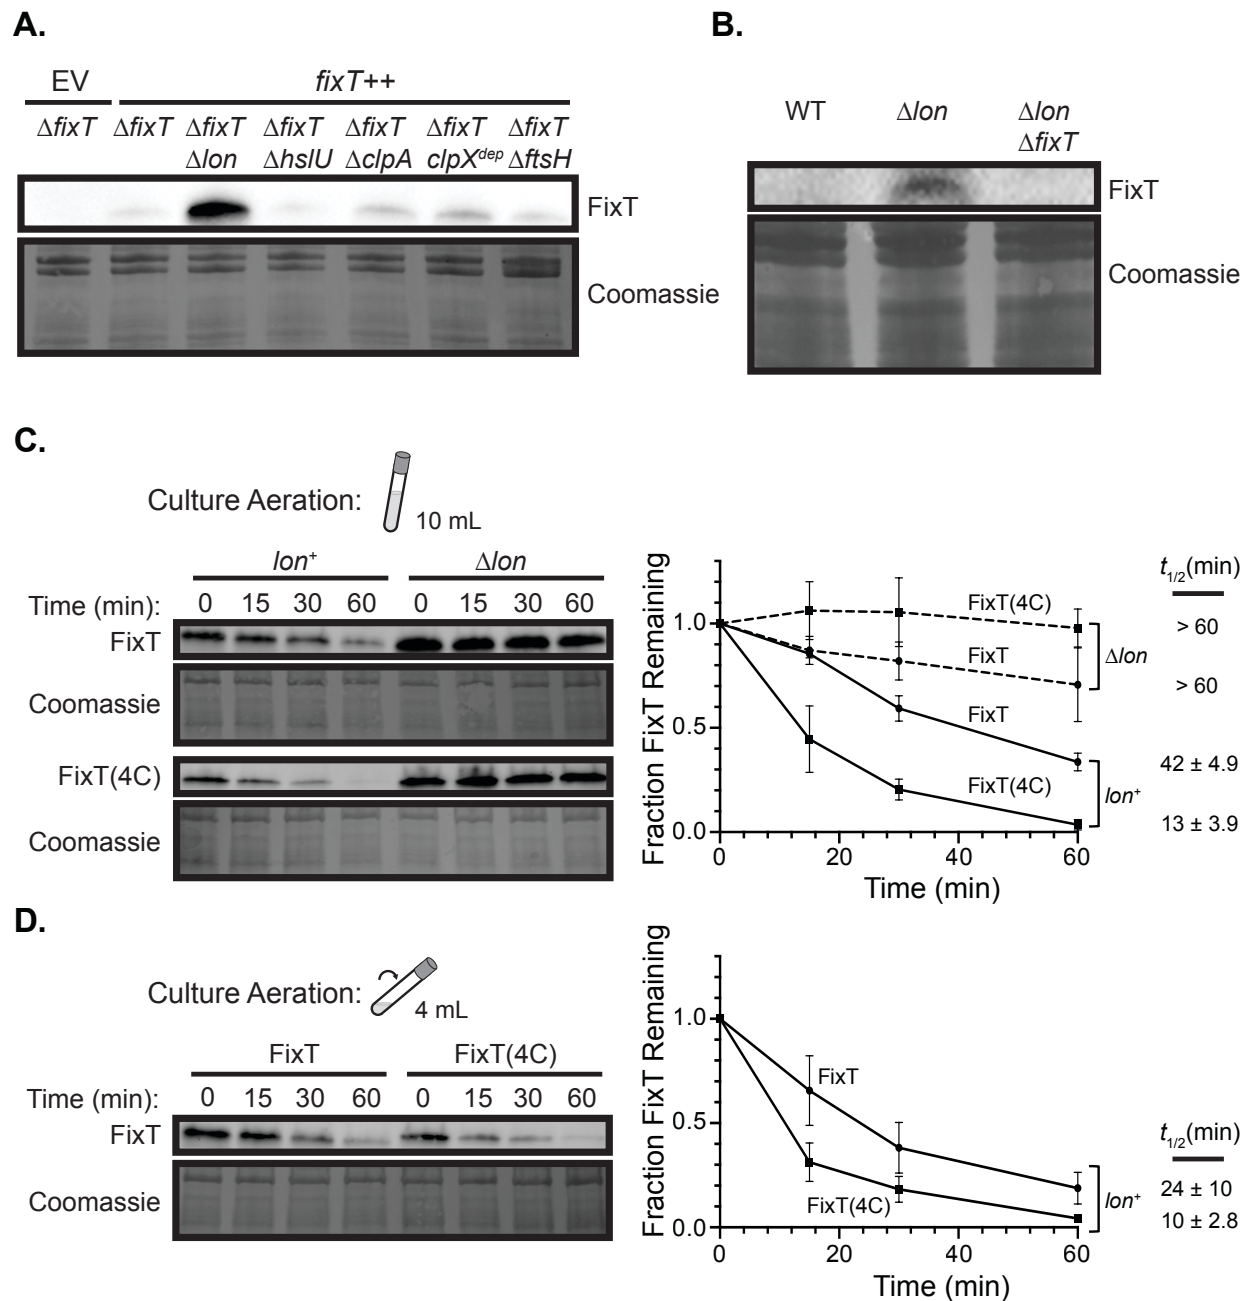 A.
EV fixT++
ΔfixT ΔfixT ΔfixT ΔfixT ΔfixT ΔfixT ΔfixT
Δlon ΔhslU ΔclpA clpXdep ΔftsH
FixT
Coomassie
B.
WT Δlon Δlon
ΔfixT
FixT
Coomassie
C.
Culture Aeration: 10 mL
lon+ Δlon
Time (min): 0 15 30 60 0 15 30 60
FixT
Coomassie
FixT(4C)
Coomassie
Fraction FixT Remaining
1.0
0.5
0.0
0 20 40 60
Time (min)
FixT(4C)
FixT
FixT
FixT(4C)
Δlon
lon+
t1/2(min)
> 60
> 60
42 ± 4.9
13 ± 3.9
D.
Culture Aeration: 4 mL
FixT FixT(4C)
Time (min): 0 15 30 60 0 15 30 60
FixT
Coomassie
Fraction FixT Remaining
1.0
0.5
0.0
0 20 40 60
Time (min)
FixT
FixT(4C)
lon+
t1/2(min)
24 ± 10
10 ± 2.8